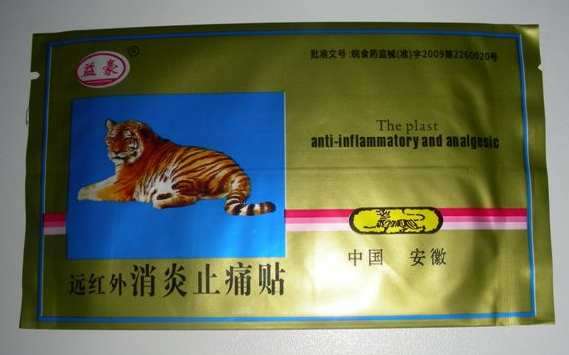 益豪
批准文号:皖食药监械(准)字2009第2260020号
The plast
anti-inflammatory and analgesic
中国 安徽
远红外消炎止痛贴